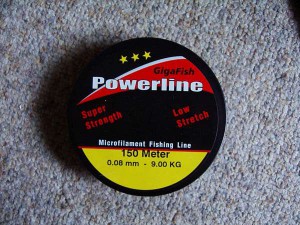 GigaFish
Powerline
Super Low
Strength Stretch
Microfilament Fishing Line
150 Meter
0.08 mm - 9.00 KG